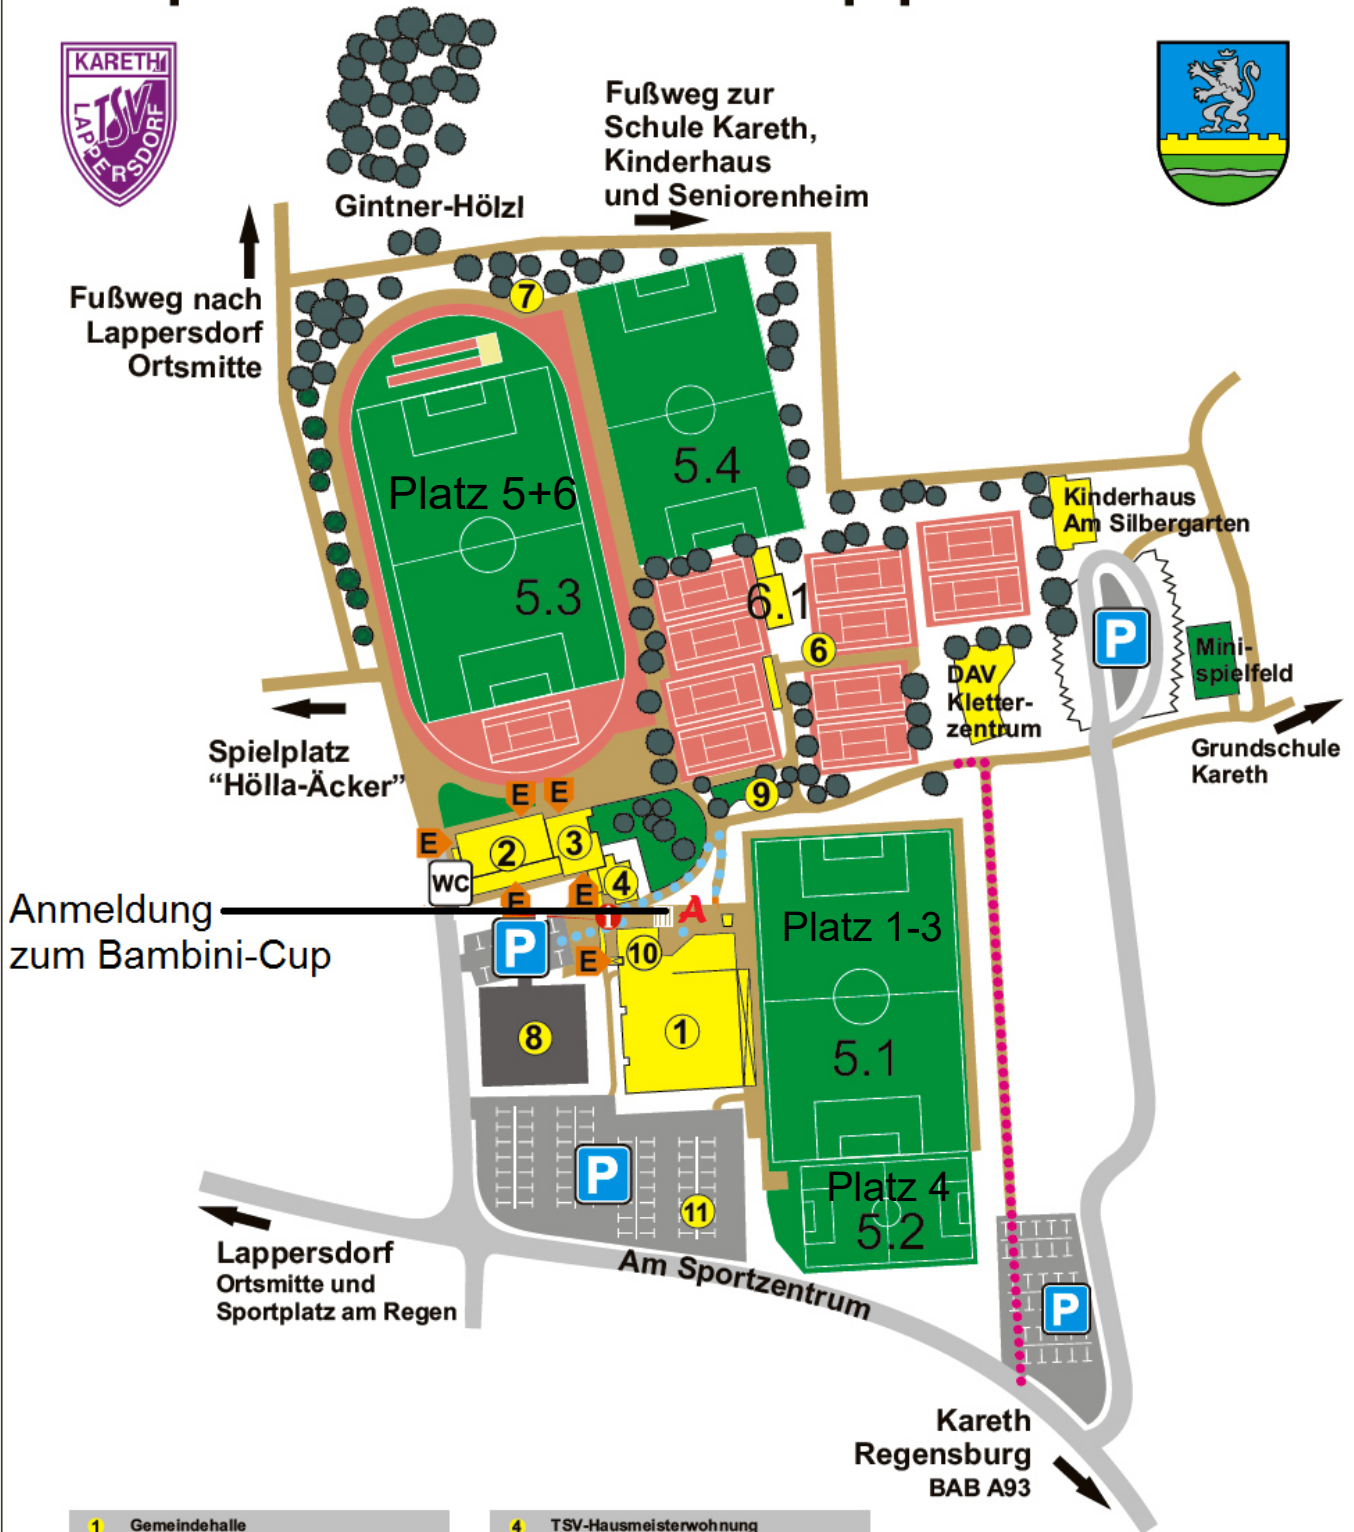 KARETH
TSV
LAPPERSDORF
Fußweg zur
Schule Kareth,
Kinderhaus
und Seniorenheim
Gintner-Hölzl
Fußweg nach
Lappersdorf
Ortsmitte
7
5.4
Platz 5+6
5.3
Kinderhaus
Am Silbergarten
6.1
6
P
Mini-
spielfeld
DAV
Kletter-
zentrum
Spielplatz
“Hölla-Äcker”
Grundschule
Kareth
E
E
9
E
2
3
WC
4
E
E
Anmeldung
zum Bambini-Cup
A
P
E
10
Platz 1-3
8
1
5.1
P
11
Platz 4
5.2
Lappersdorf
Ortsmitte und
Sportplatz am Regen
Am Sportzentrum
P
Kareth
Regensburg
BAB A93
1 Gemeindehalle
4 TSV-Hausmeisterwohnung